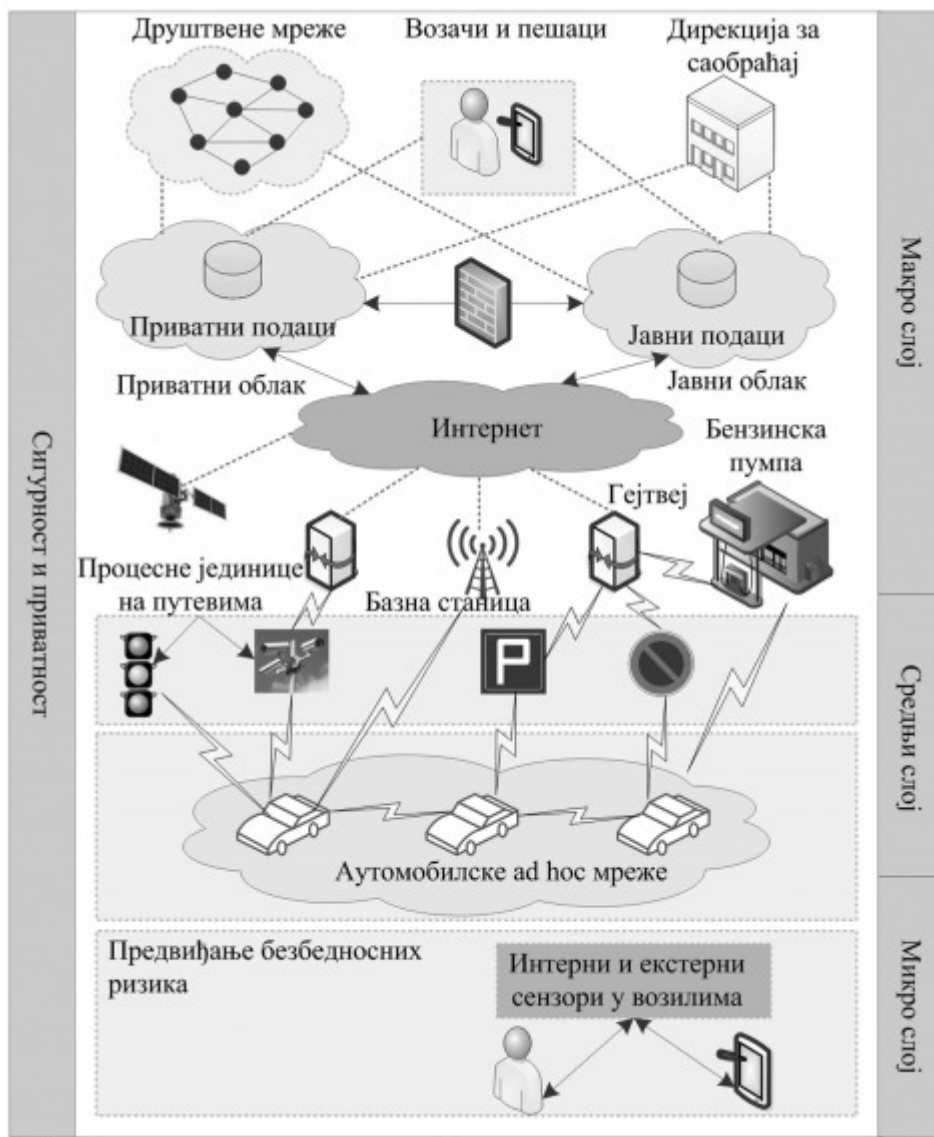 Друштвене мреже
Возачи и пешаци
Дирекција за
саобраћај
Приватни подаци
Јавни подаци
Приватни облак
Јавни облак
Интернет
Бензинска
пумпа
Гејтвеј
Процесне јединице
на путевима
Базна станица
P
Аутомобилске ad hoc мреже
Предвиђање безбедносних
ризика
Интерни и екстерни
сензори у возилима
Сигурност и приватност
Макро слој
Средњи слој
Микро слој